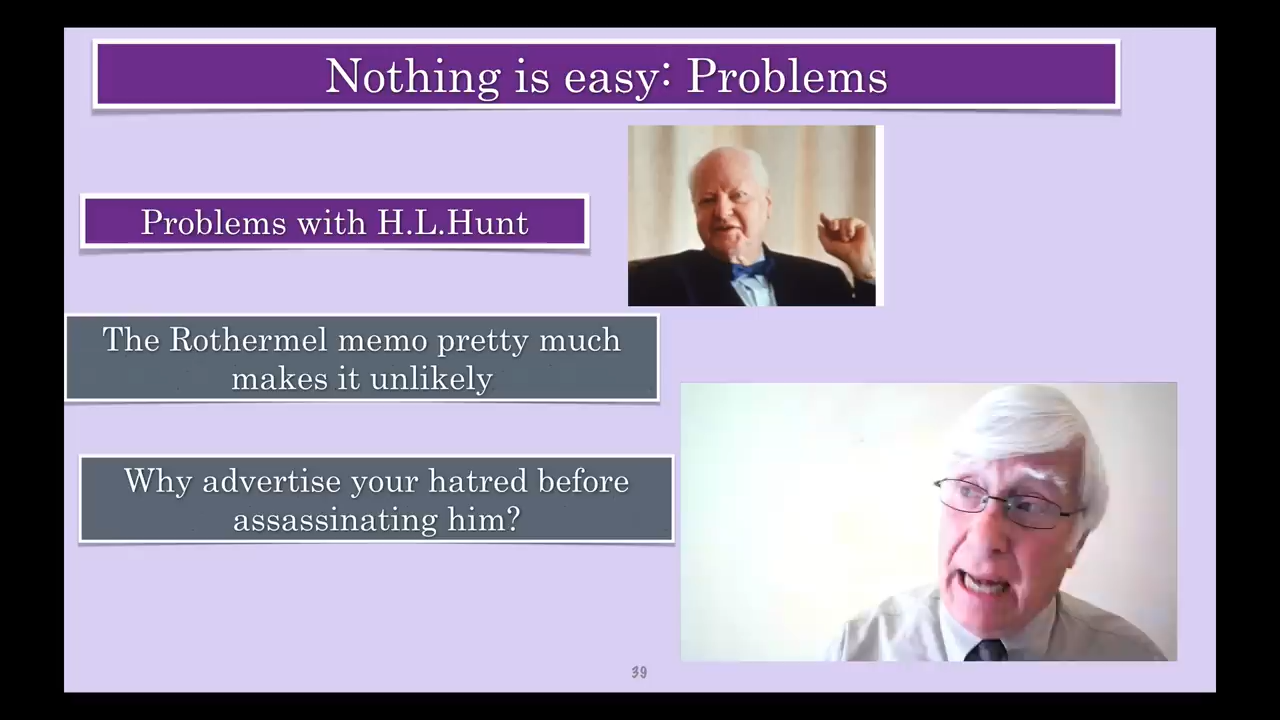 Nothing is easy: Problems
Problems with H.L.Hunt
The Rothermel memo pretty much
makes it unlikely
Why advertise your hatred before
assassinating him?
39